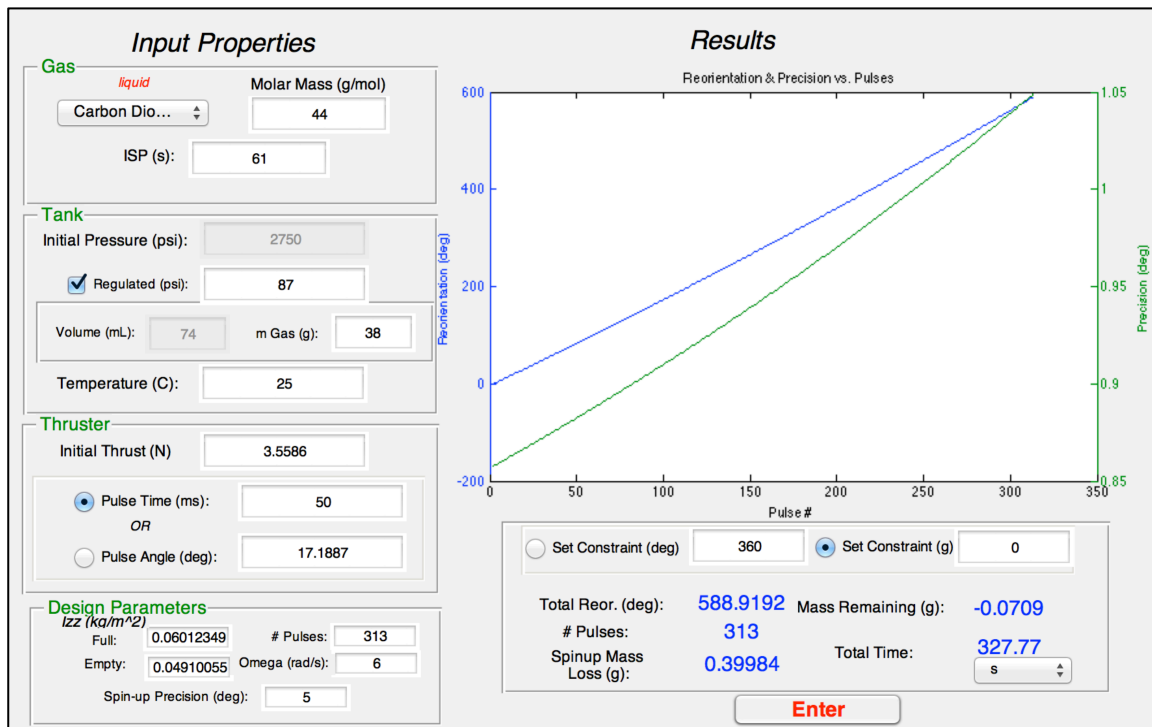 Input Properties
Gas
liquid
Molar Mass (g/mol)
Carbon Dio...
44
ISP (s):
61
Tank
Initial Pressure (psi):
2750
Regulated (psi):
87
Volume (mL):
74
m Gas (g):
38
Temperature (C):
25
Thruster
Initial Thrust (N)
3.5586
Pulse Time (ms):
50
OR
Pulse Angle (deg):
17.1887
Design Parameters
Izz (kg/m^2)
Full:
0.06012349
# Pulses:
313
Empty:
0.04910055
Omega (rad/s):
6
Spin-up Precision (deg):
5
Results
Reorientation & Precision vs. Pulses
600
400
200
0
-200
Reorientation (deg)
1.05
1
0.95
0.9
0.85
Precision (deg)
0 50 100 150 200 250 300 350
Pulse #
Set Constraint (deg)
360
Set Constraint (g)
0
Total Reor. (deg):
588.9192
Mass Remaining (g):
-0.0709
# Pulses:
313
Total Time:
327.77
s
Spinup Mass
Loss (g):
0.39984
Enter